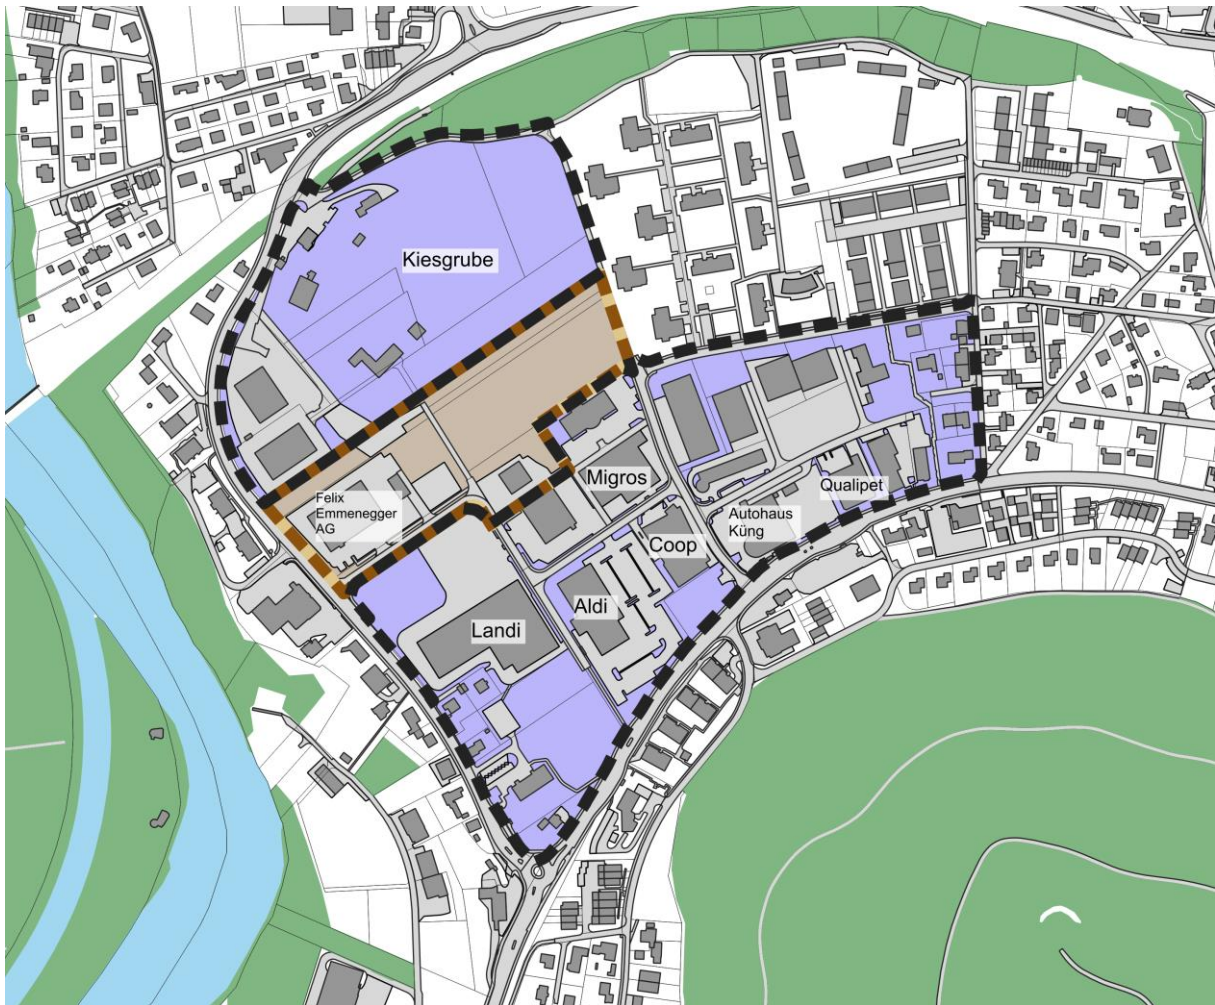 Kiesgrube
Migros
Qualipet
Felix
Emmenegger
AG
Autohaus
Küng
Coop
Aldi
Landi